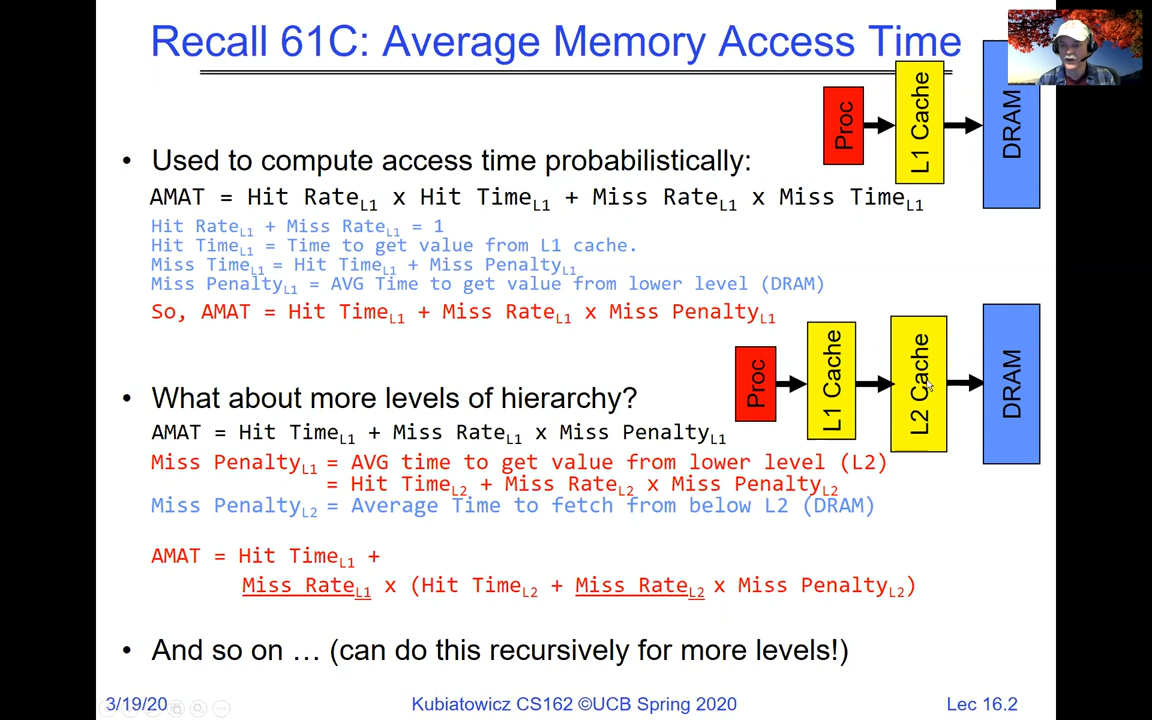 Recall 61C: Average Memory Access Time
Proc
L1 Cache
DRAM
• Used to compute access time probabilistically:
AMAT = Hit RateL1 x Hit TimeL1 + Miss RateL1 x Miss TimeL1
Hit RateL1 + Miss RateL1 = 1
Hit TimeL1 = Time to get value from L1 cache.
Miss TimeL1 = Hit TimeL1 + Miss PenaltyL1
Miss PenaltyL1 = AVG Time to get value from lower level (DRAM)
So, AMAT = Hit TimeL1 + Miss RateL1 x Miss PenaltyL1
Proc
L1 Cache
L2 Cache
DRAM
• What about more levels of hierarchy?
AMAT = Hit TimeL1 + Miss RateL1 x Miss PenaltyL1
Miss PenaltyL1 = AVG time to get value from lower level (L2)
= Hit TimeL2 + Miss RateL2 x Miss PenaltyL2
Miss PenaltyL2 = Average Time to fetch from below L2 (DRAM)
AMAT = Hit TimeL1 +
Miss RateL1 x (Hit TimeL2 + Miss RateL2 x Miss PenaltyL2)
• And so on … (can do this recursively for more levels!)
3/19/20
Kubiatowicz CS162 ©UCB Spring 2020
Lec 16.2